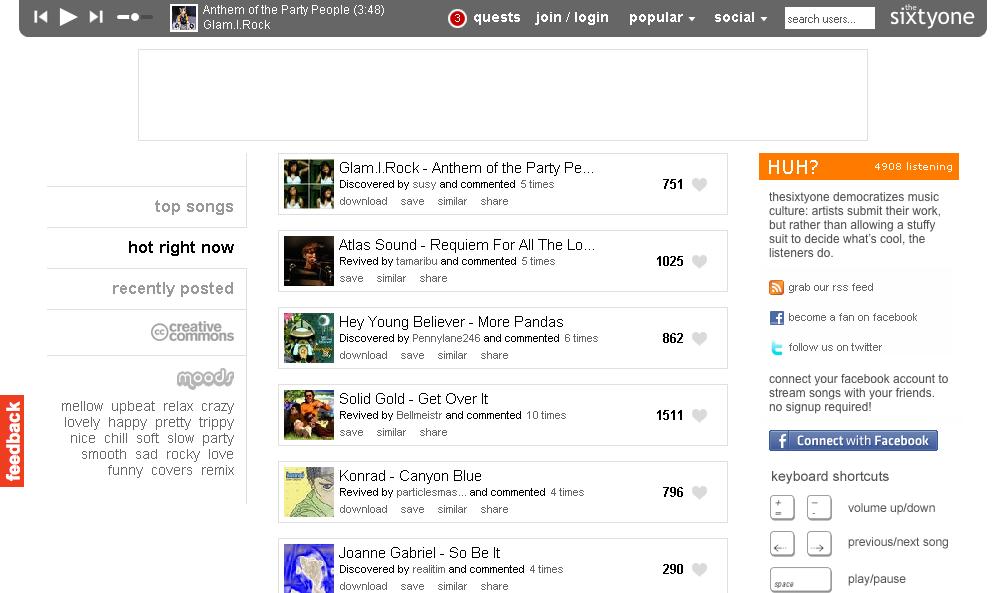 Anthem of the Party People (3:48)
Glam.I.Rock
3 quests join / login popular social search users... the sixtyone
top songs
hot right now
recently posted
cc creative commons
moods
mellow upbeat relax crazy
lovely happy pretty trippy
nice chill soft slow party
smooth sad rocky love
funny covers remix
feedback
Glam.I.Rock - Anthem of the Party Pe...
Discovered by susy and commented 5 times
download save similar share
751
Atlas Sound - Requiem For All The Lo...
Revived by tamaribu and commented 5 times
save similar share
1025
Hey Young Believer - More Pandas
Discovered by Pennylane246 and commented 6 times
download save similar share
862
Solid Gold - Get Over It
Revived by Bellmeistr and commented 10 times
save similar share
1511
Konrad - Canyon Blue
Revived by particlesmas... and commented 4 times
download save similar share
796
Joanne Gabriel - So Be It
Discovered by realitim and commented 4 times
download save similar share
290
HUH? 4908 listening
thesixtyone democratizes music
culture: artists submit their work,
but rather than allowing a stuffy
suit to decide what's cool, the
listeners do.
grab our rss feed
become a fan on facebook
follow us on twitter
connect your facebook account to
stream songs with your friends.
no signup required!
f Connect with Facebook
keyboard shortcuts
+ = – - volume up/down
← → previous/next song
space play/pause